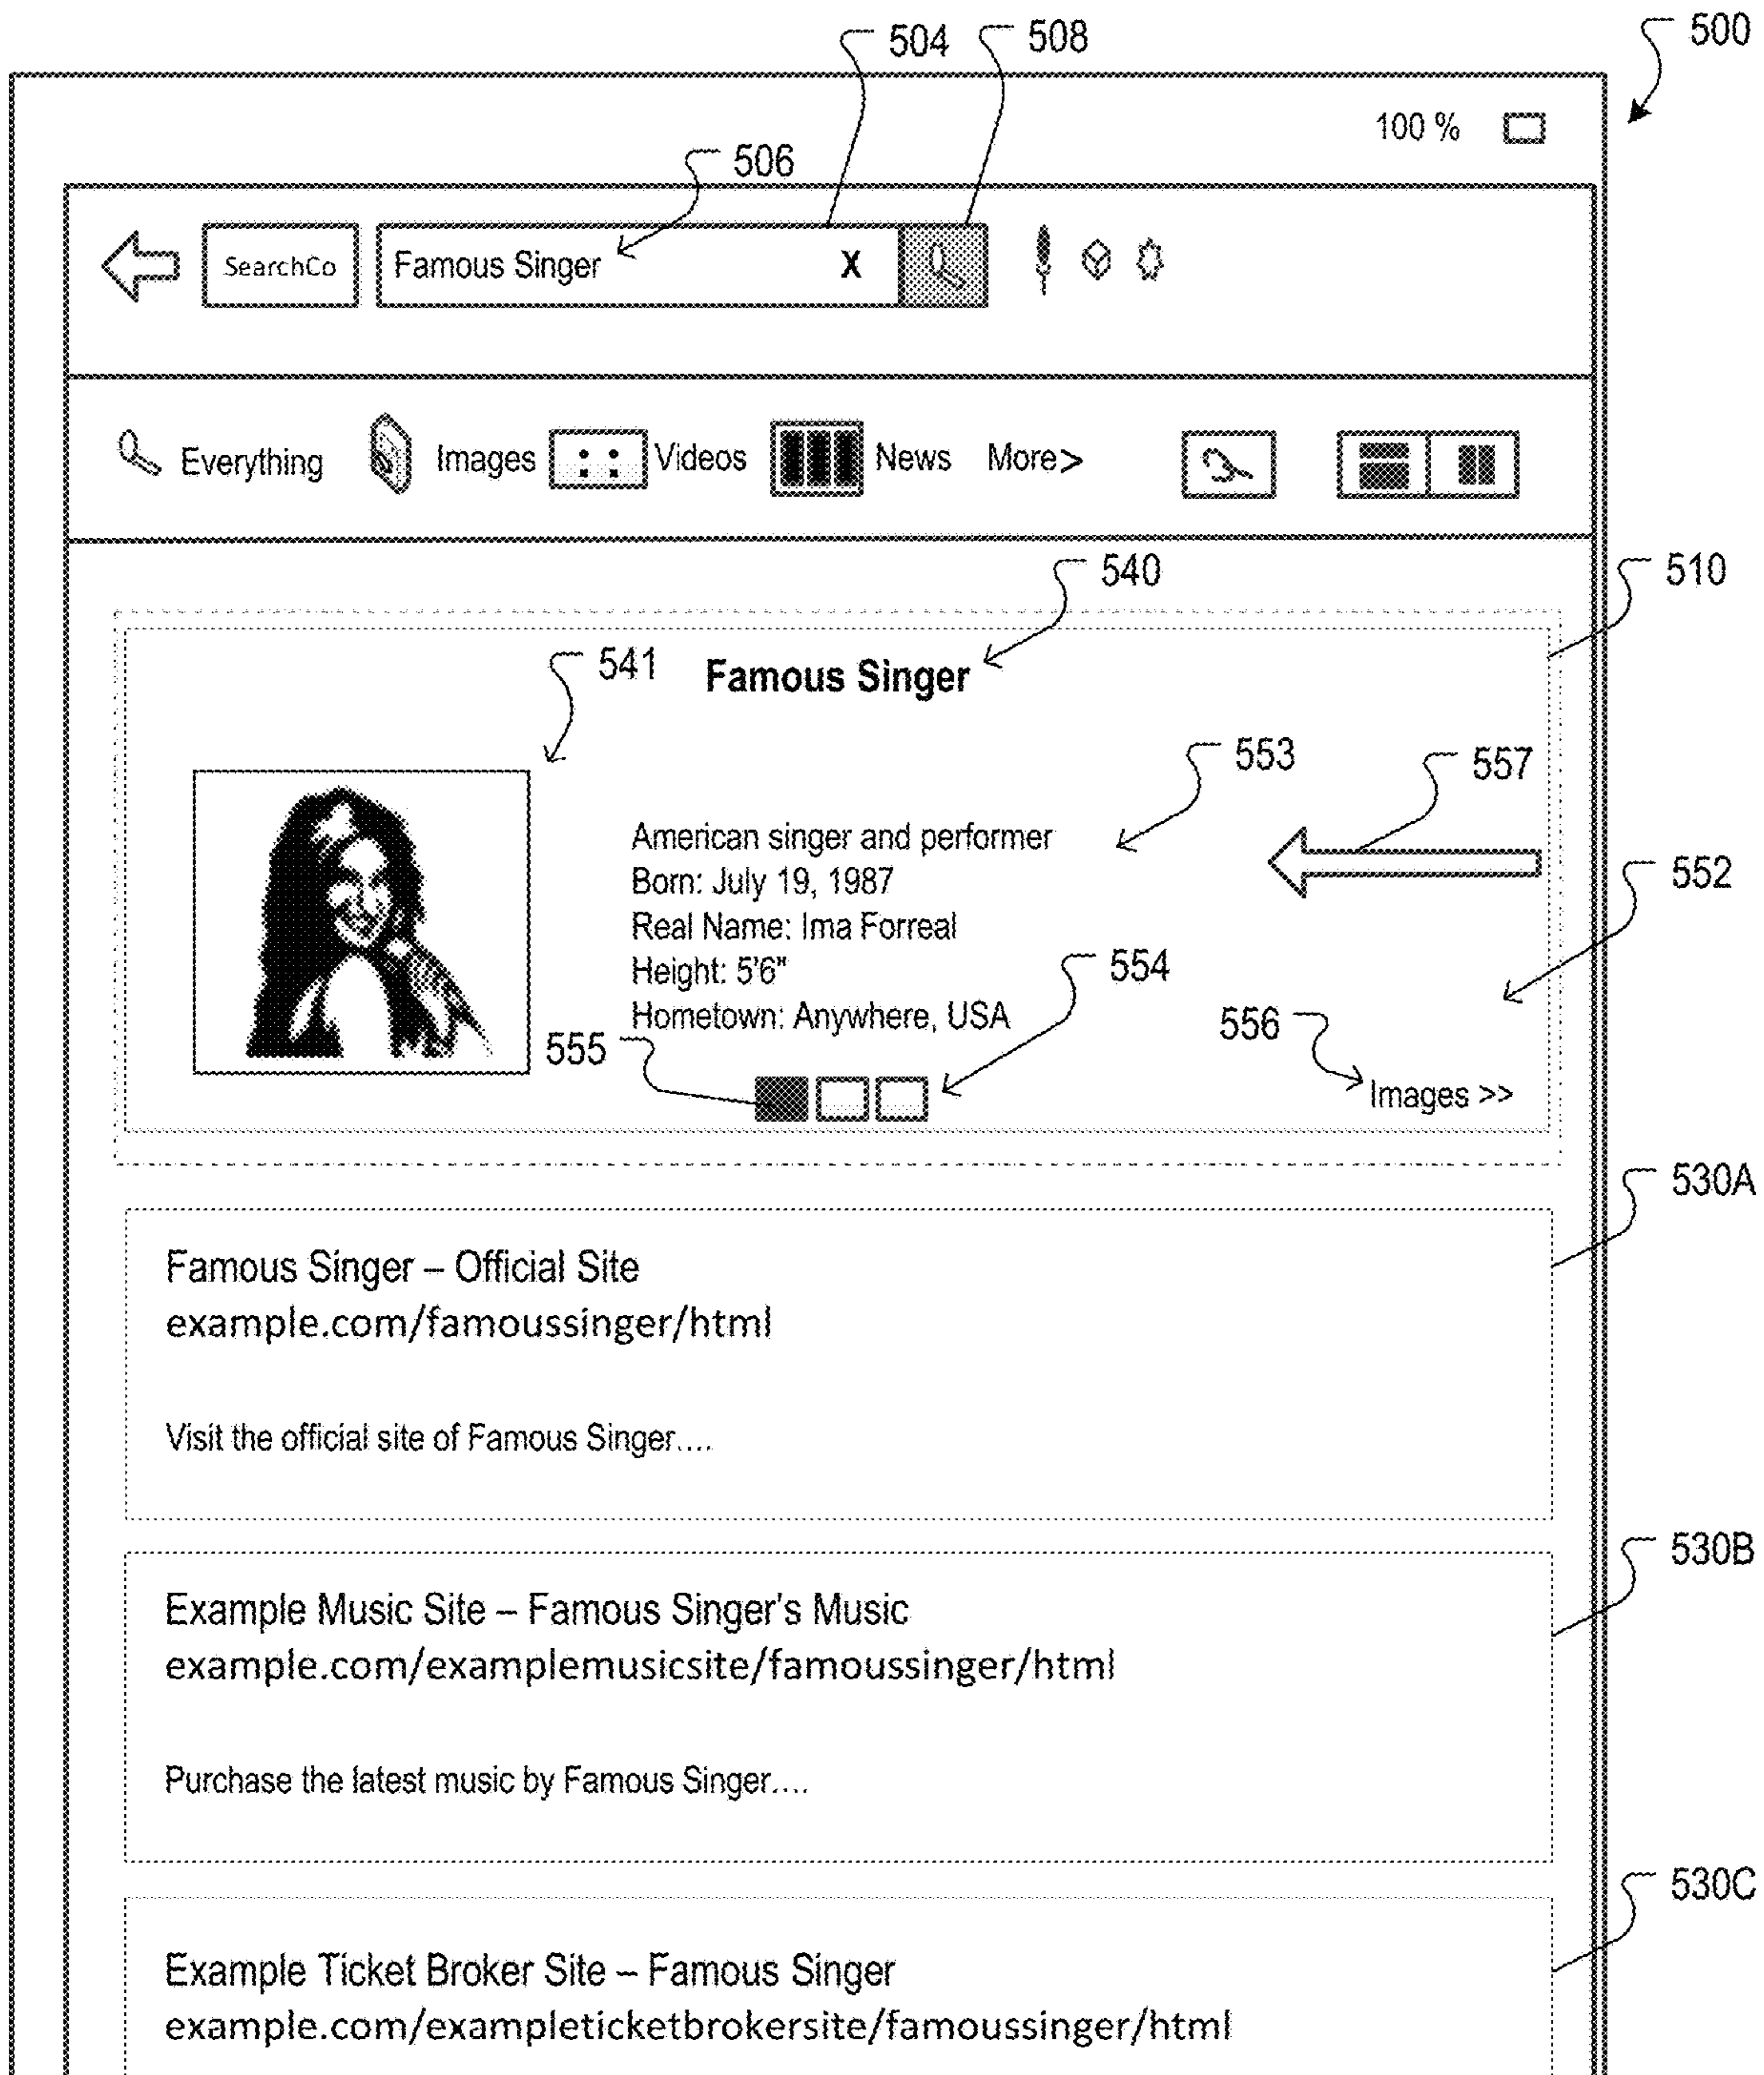 504 508 500
100 %
506
SearchCo Famous Singer X
Everything Images Videos News More>
540 510
541 Famous Singer
553 557
American singer and performer
Born: July 19, 1987
552
Real Name: Ima Forreal
Height: 5'6"
554
Hometown: Anywhere, USA
556
555
Images >>
530A
Famous Singer – Official Site
example.com/famoussinger/html
Visit the official site of Famous Singer....
530B
Example Music Site – Famous Singer's Music
example.com/examplemusicsite/famoussinger/html
Purchase the latest music by Famous Singer....
530C
Example Ticket Broker Site – Famous Singer
example.com/exampleticketbrokersite/famoussinger/html